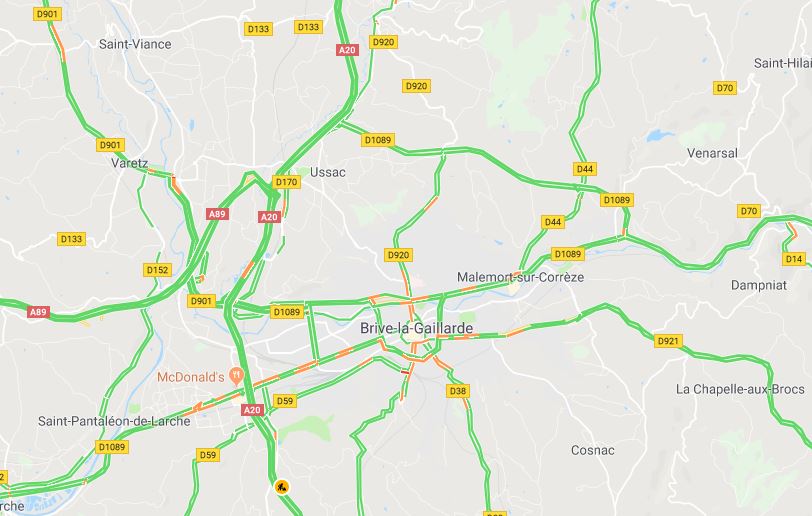 D901
Saint-Viance
D133
D133
D920
A20
Saint-Hilai
D920
D70
D901
D1089
Varetz
Venarsal
D170
Ussac
D44
A89
A20
D1089
D70
D44
D133
D920
D1089
D14
D152
Malemort-sur-Corrèze
Dampniat
D901
A89
D1089
Brive-la-Gaillarde
D921
McDonald's
D38
La Chapelle-aux-Brocs
D59
A20
Saint-Pantaléon-de-Larche
D1089
D59
Cosnac
2
rche